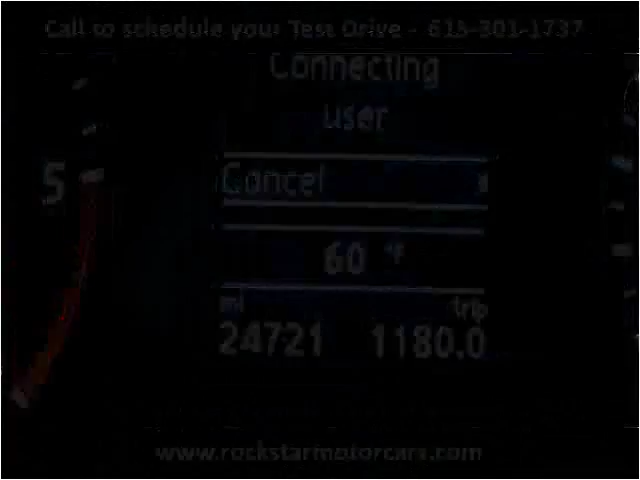 Call to schedule your Test Drive - 615-301-1737
Connecting
user
5
Cancel
60 °F
mi trip
24721 1180.0
www.rockstarmotorcars.com